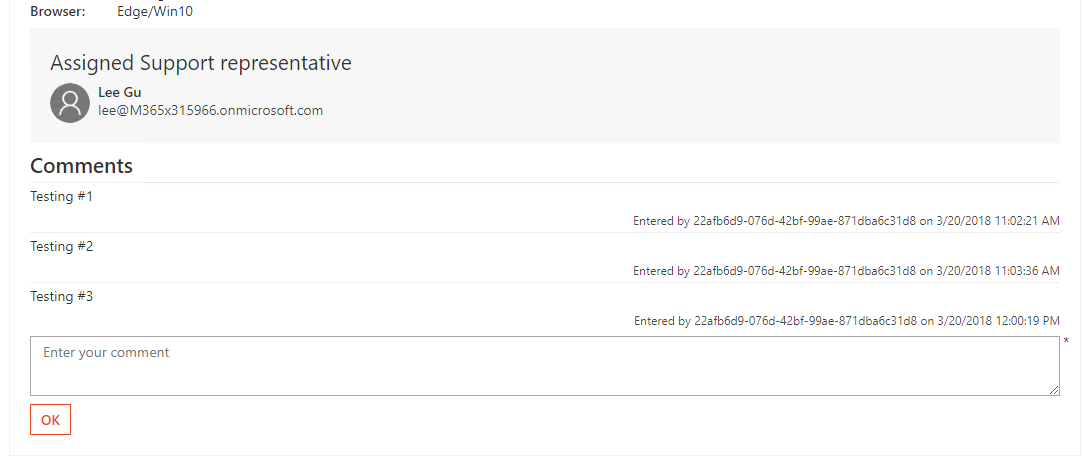 Browser: Edge/Win10
Assigned Support representative
Lee Gu
lee@M365x315966.onmicrosoft.com
Comments
Testing #1
Entered by 22afb6d9-076d-42bf-99ae-871dba6c31d8 on 3/20/2018 11:02:21 AM
Testing #2
Entered by 22afb6d9-076d-42bf-99ae-871dba6c31d8 on 3/20/2018 11:03:36 AM
Testing #3
Entered by 22afb6d9-076d-42bf-99ae-871dba6c31d8 on 3/20/2018 12:00:19 PM
Enter your comment *
OK